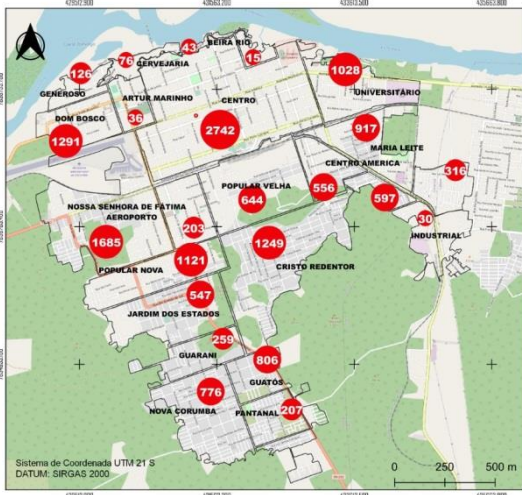 43
BEIRA RIO
15
76
CERVEJARIA
126
GENEROSO
1028
UNIVERSITÁRIO
ARTUR MARINHO
36
CENTRO
DOM BOSCO
1291
2742
917
MARIA LEITE
CENTRO AMERICA
316
POPULAR VELHA
556
597
644
NOSSA SENHORA DE FÁTIMA
AEROPORTO
203
30
INDUSTRIAL
1685
1249
1121
POPULAR NOVA
CRISTO REDENTOR
547
JARDIM DOS ESTADOS
259
GUARANI
806
GUATÓS
776
NOVA CORUMBA
PANTANAL
207
Sistema de Coordenada UTM 21 S
DATUM: SIRGAS 2000
0 250 500 m